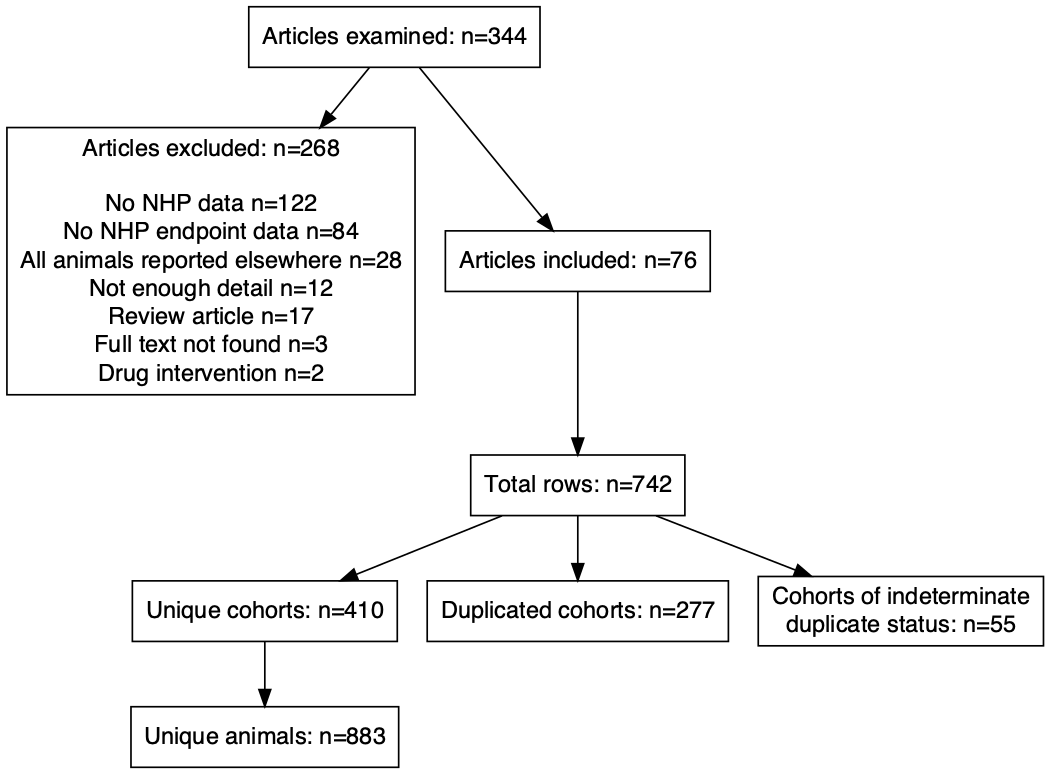 Articles examined: n=344
Articles excluded: n=268
No NHP data n=122
No NHP endpoint data n=84
All animals reported elsewhere n=28
Not enough detail n=12
Review article n=17
Full text not found n=3
Drug intervention n=2
Articles included: n=76
Total rows: n=742
Unique cohorts: n=410
Duplicated cohorts: n=277
Cohorts of indeterminate
duplicate status: n=55
Unique animals: n=883